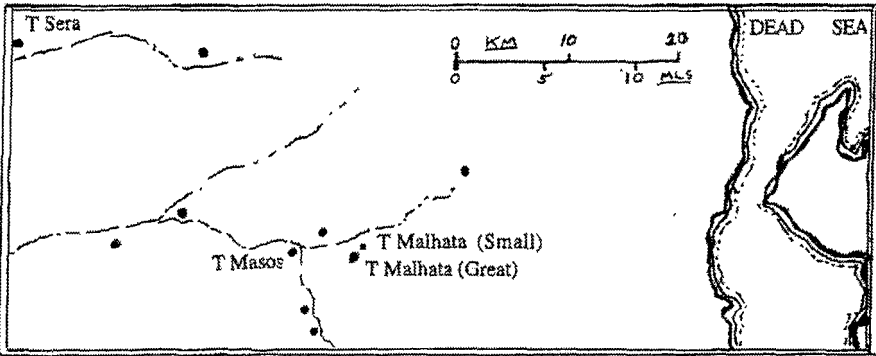 T Sera
DEAD SEA
0 KM 10 20
0 5 10 MLS
T Malhata (Small)
T Masos
T Malhata (Great)